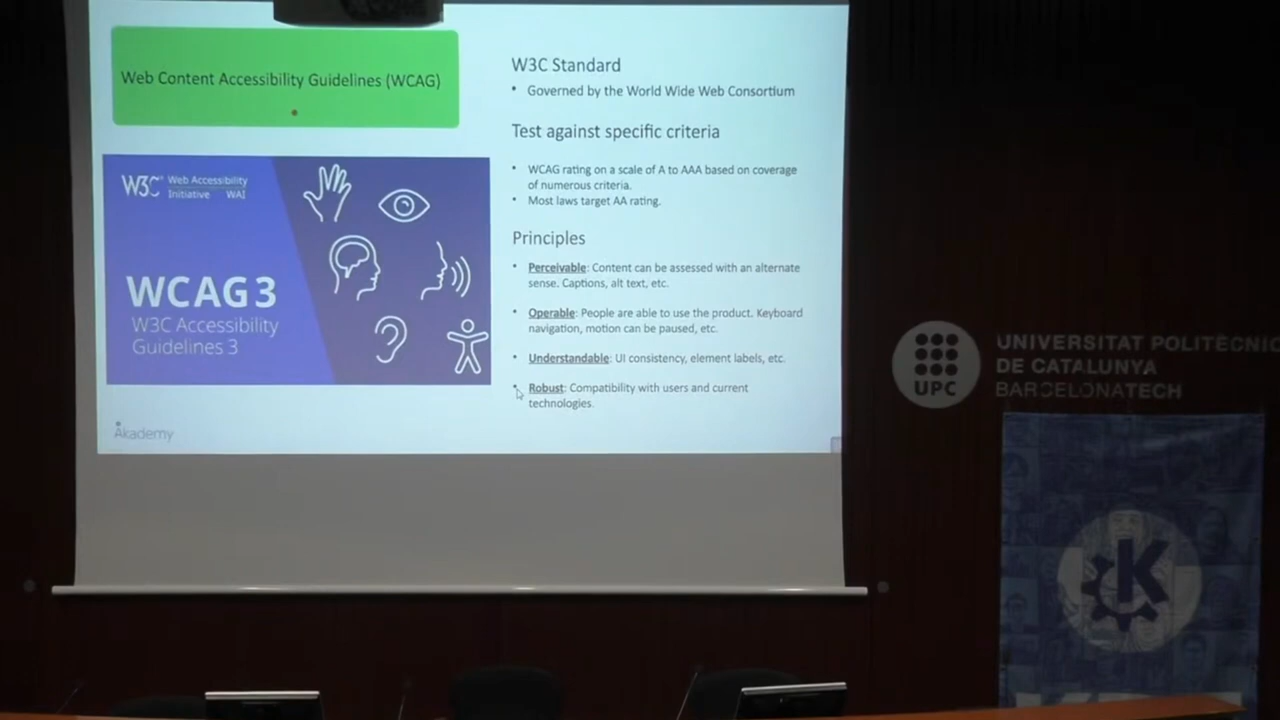 Web Content Accessibility Guidelines (WCAG)
W3C Web Accessibility
Initiative WAI
WCAG 3
W3C Accessibility
Guidelines 3
Akademy
W3C Standard
• Governed by the World Wide Web Consortium
Test against specific criteria
• WCAG rating on a scale of A to AAA based on coverage
of numerous criteria.
• Most laws target AA rating.
Principles
• Perceivable: Content can be assessed with an alternate
sense. Captions, alt text, etc.
• Operable: People are able to use the product. Keyboard
navigation, motion can be paused, etc.
• Understandable: UI consistency, element labels, etc.
• Robust: Compatibility with users and current
technologies.
UPC
UNIVERSITAT POLITÈCNIC
DE CATALUNYA
BARCELONATECH
K